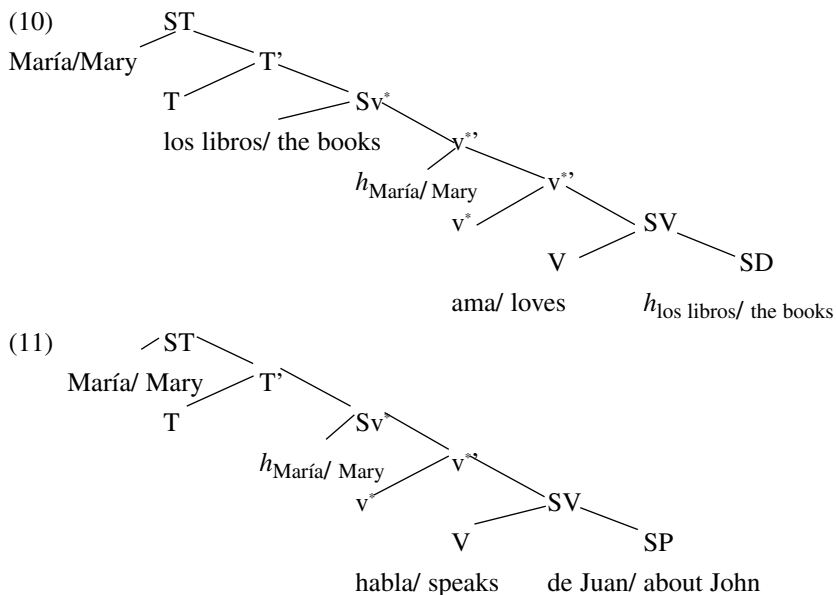 (10) ST
María/Mary T’
T Sv*
los libros/ the books v*’
hMaría/ Mary v*’
v* SV
V SD
ama/ loves hlos libros/ the books
(11) ST
María/ Mary T’
T Sv*
hMaría/ Mary v*’
v* SV
V SP
habla/ speaks de Juan/ about John